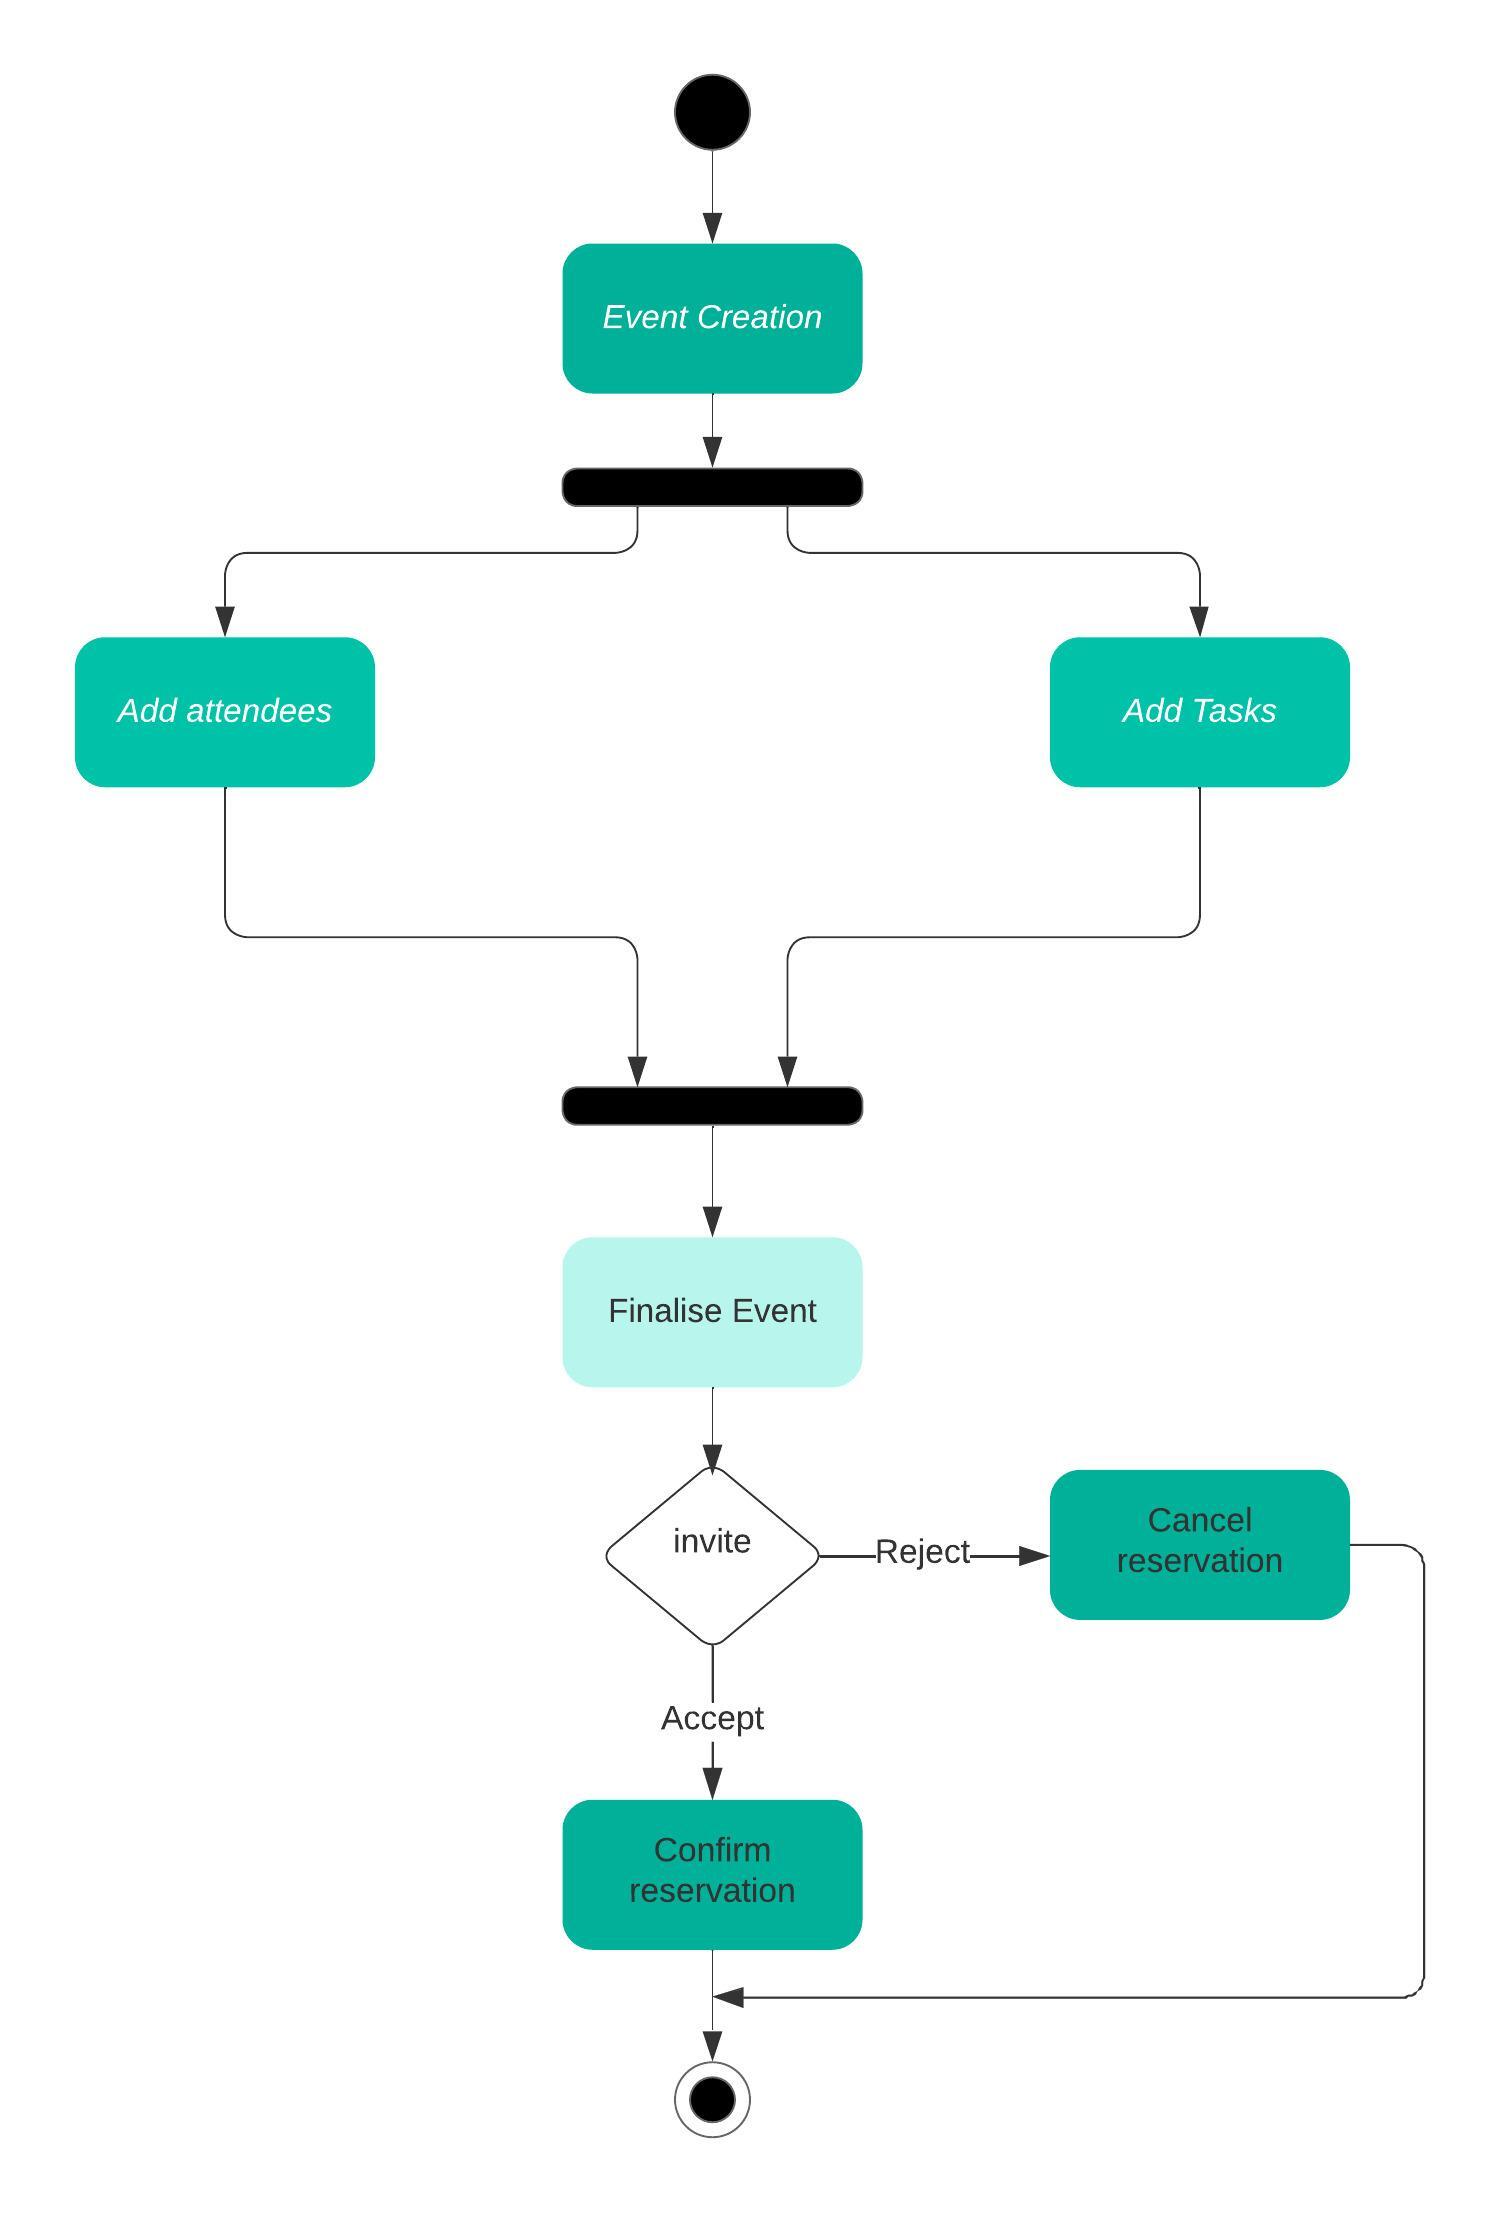 Event Creation
Add attendees
Add Tasks
Finalise Event
invite
Reject
Cancel
reservation
Accept
Confirm
reservation